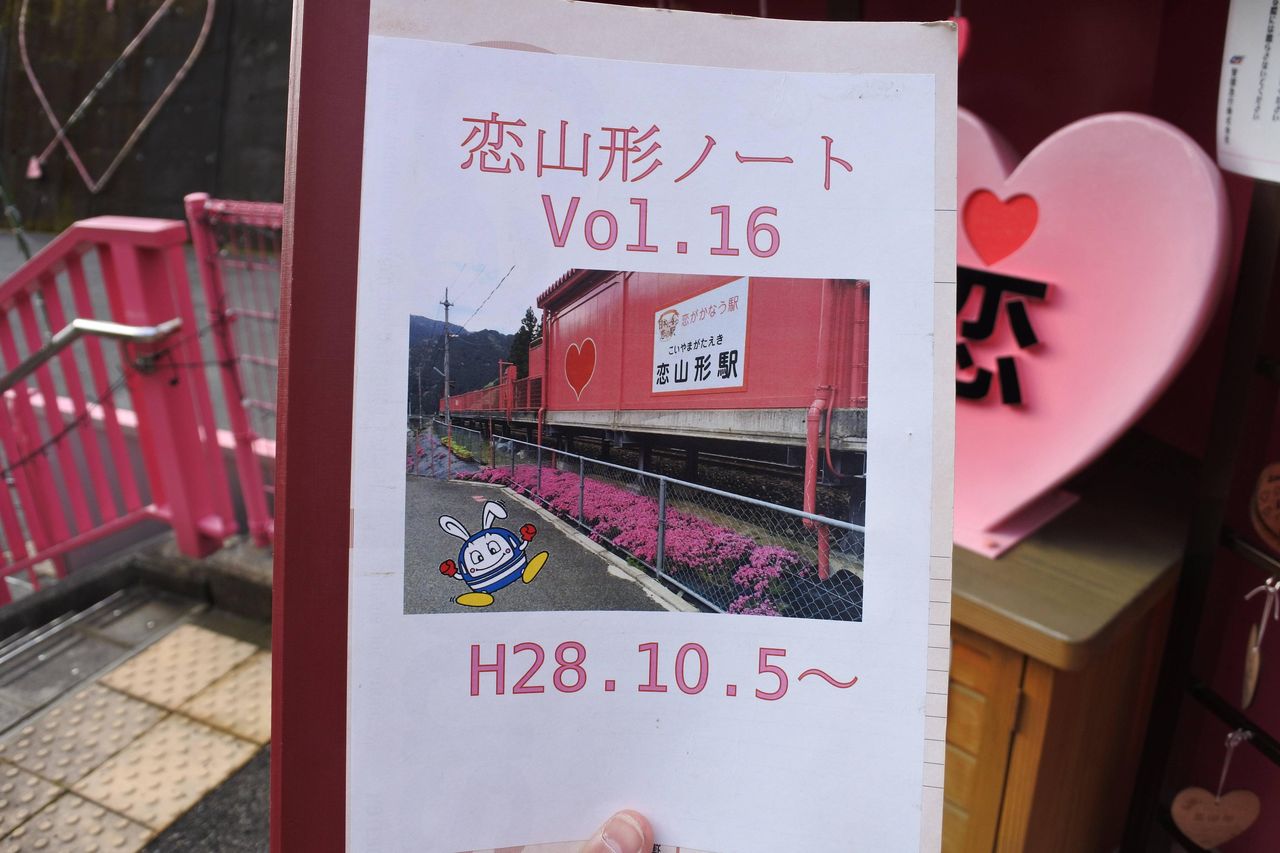 恋山形ノート
Vol.16
恋がかなう駅
こいやまがたえき
恋山形駅
H28.10.5～
恋